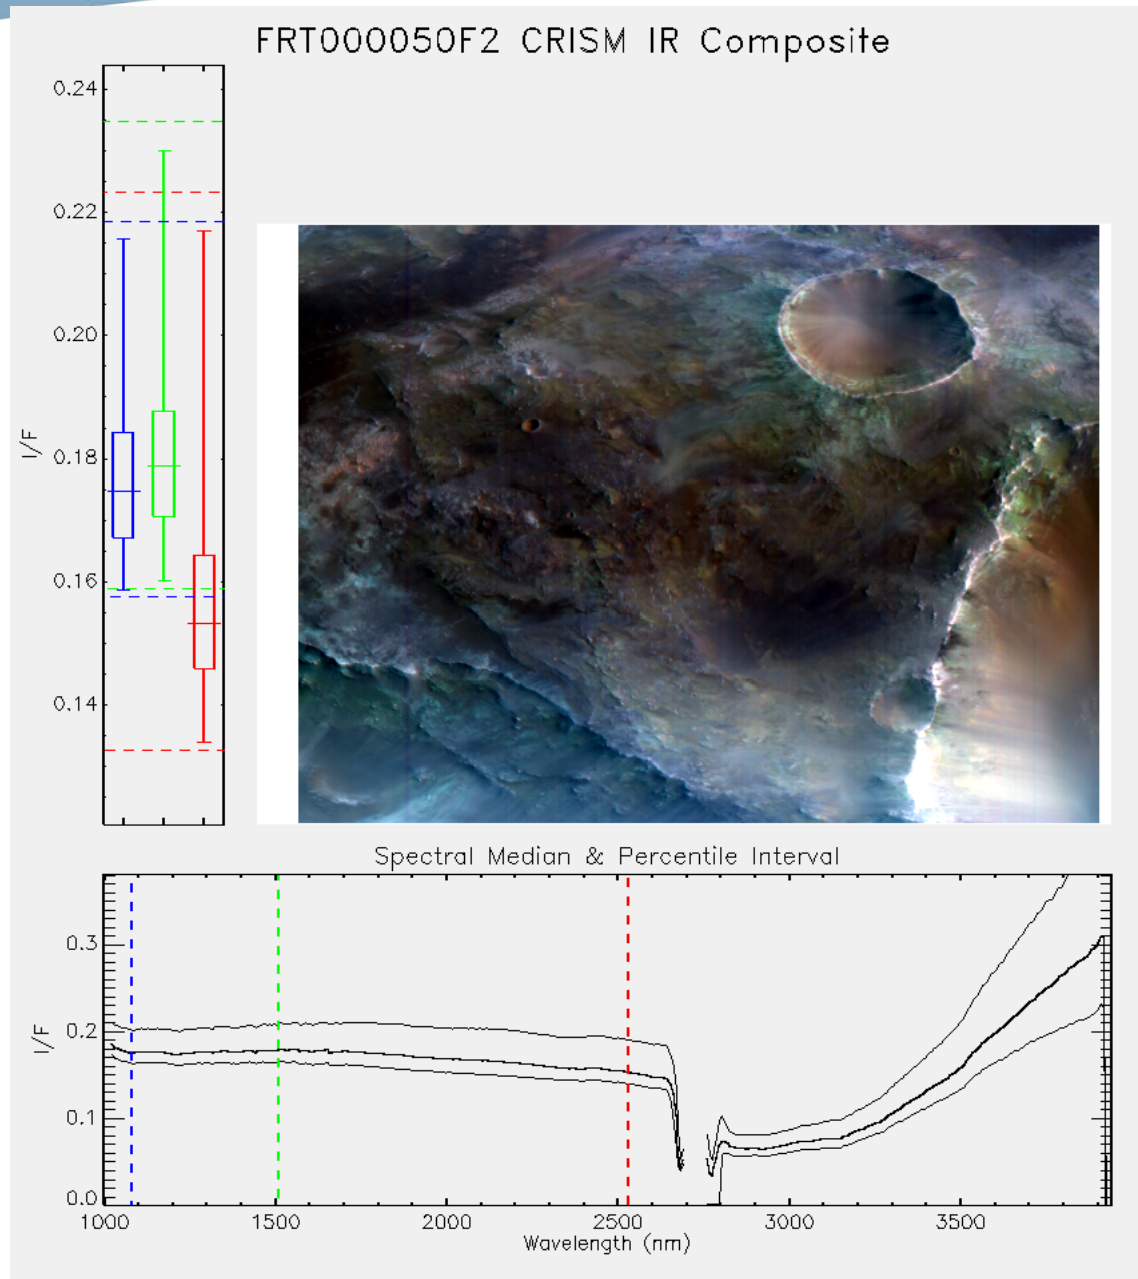 FRT000050F2 CRISM IR Composite
0.24
0.22
0.20
0.18
0.16
0.14
I/F
Spectral Median & Percentile Interval
0.3
0.2
0.1
0.0
I/F
1000 1500 2000 2500 3000 3500
Wavelength (nm)